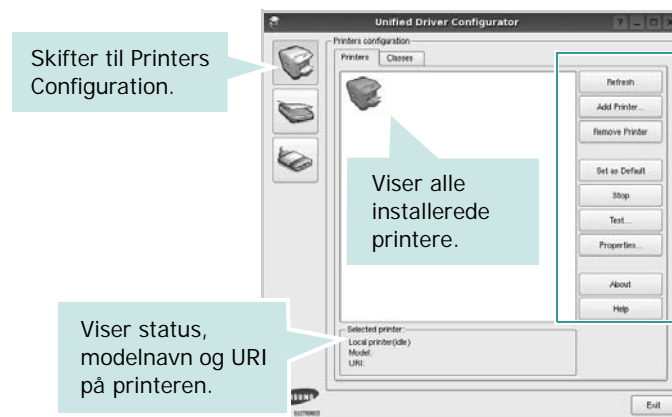 Unified Driver Configurator
Skifter til Printers
Configuration.
Printers configuration
Printers
Classes
Refresh
Add Printer...
Remove Printer
Set as Default
Stop
Test...
Properties...
About
Help
Viser alle
installerede
printere.
Viser status,
modelnavn og URI
på printeren.
Selected printer:
Local printer(idle)
Model:
URI:
ELECTRONICS
Exit